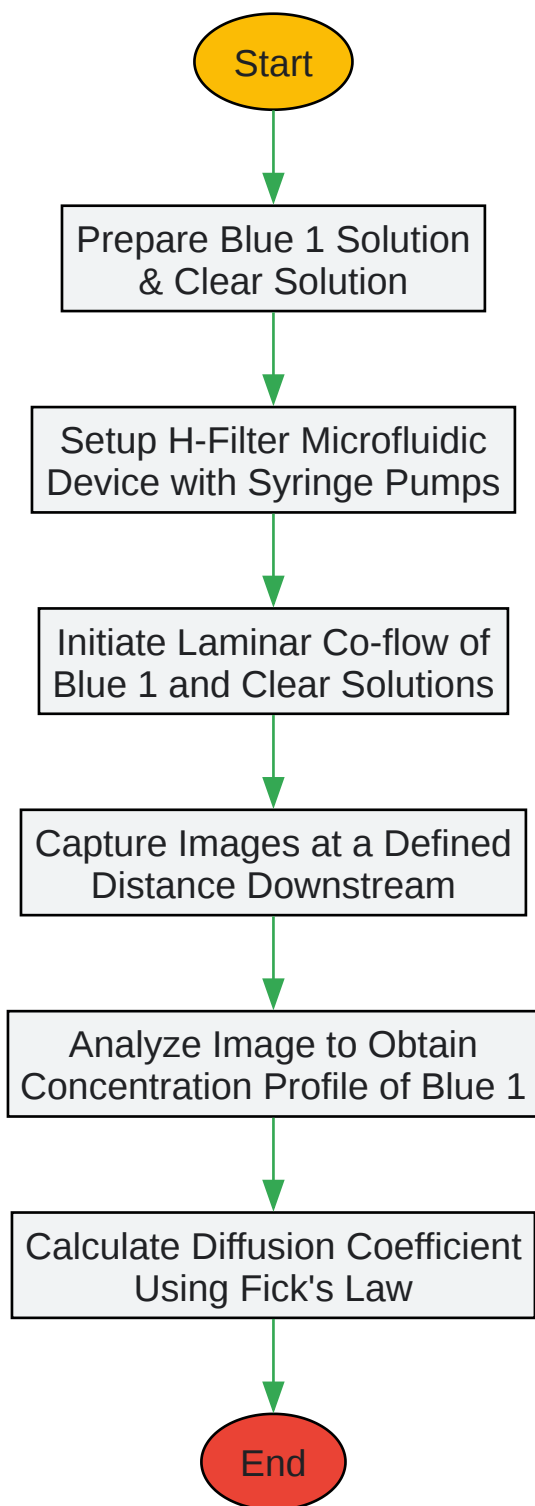 Start
Prepare Blue 1 Solution
& Clear Solution
Setup H-Filter Microfluidic
Device with Syringe Pumps
Initiate Laminar Co-flow of
Blue 1 and Clear Solutions
Capture Images at a Defined
Distance Downstream
Analyze Image to Obtain
Concentration Profile of Blue 1
Calculate Diffusion Coefficient
Using Fick's Law
End